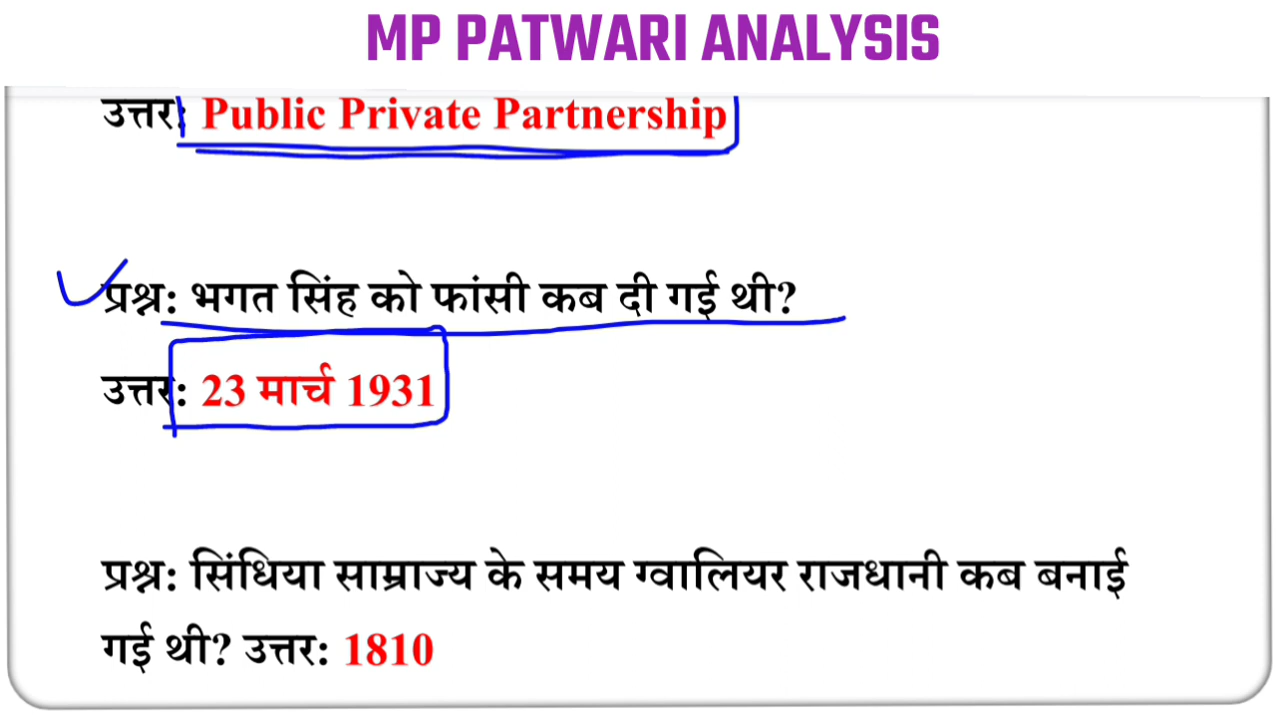 MP PATWARI ANALYSIS
उत्तर: Public Private Partnership
प्रश्न: भगत सिंह को फांसी कब दी गई थी?
उत्तर: 23 मार्च 1931
प्रश्न: सिंधिया साम्राज्य के समय ग्वालियर राजधानी कब बनाई
गई थी? उत्तर: 1810